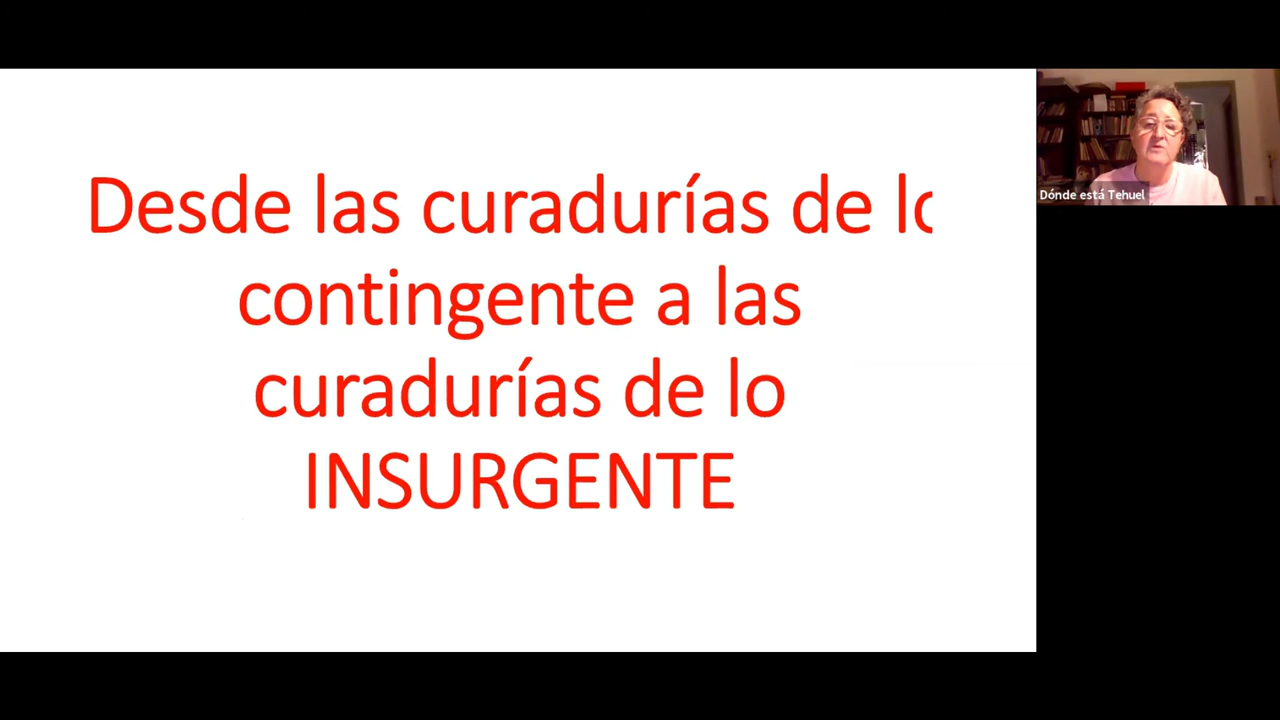 Desde las curadurías de lo
contingente a las
curadurías de lo
INSURGENTE
Dónde está Tehuel